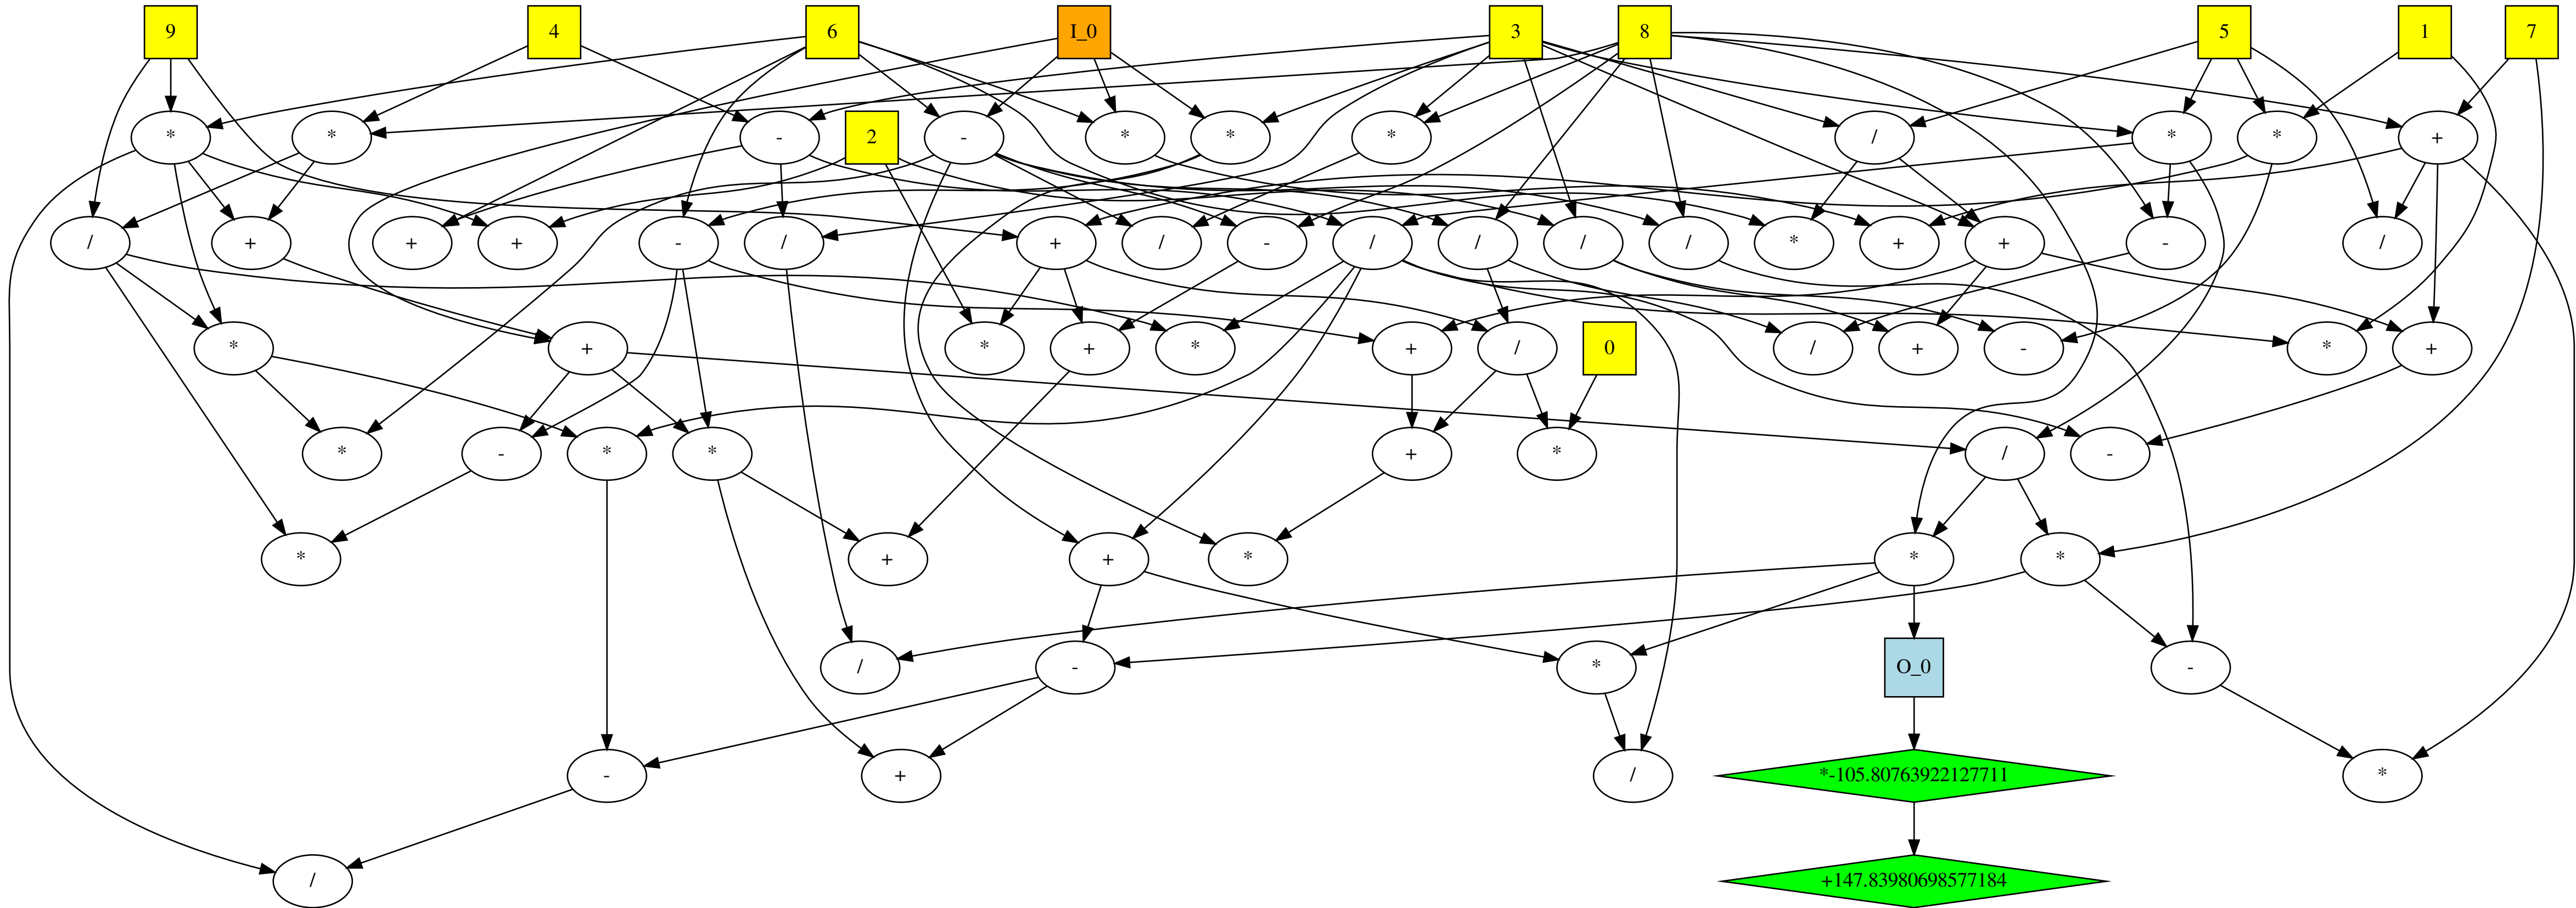 9 4 6 I_0 3 8 5 1 7
* * - 2 - * * * / * * +
/ + + + - / + / - / / / / * + + - /
* + * + * + / 0 / + - * +
* - * * + * / -
* + + * * *
/ - * O_0 -
- + / *-105.80763922127711 *
/ +147.83980698577184